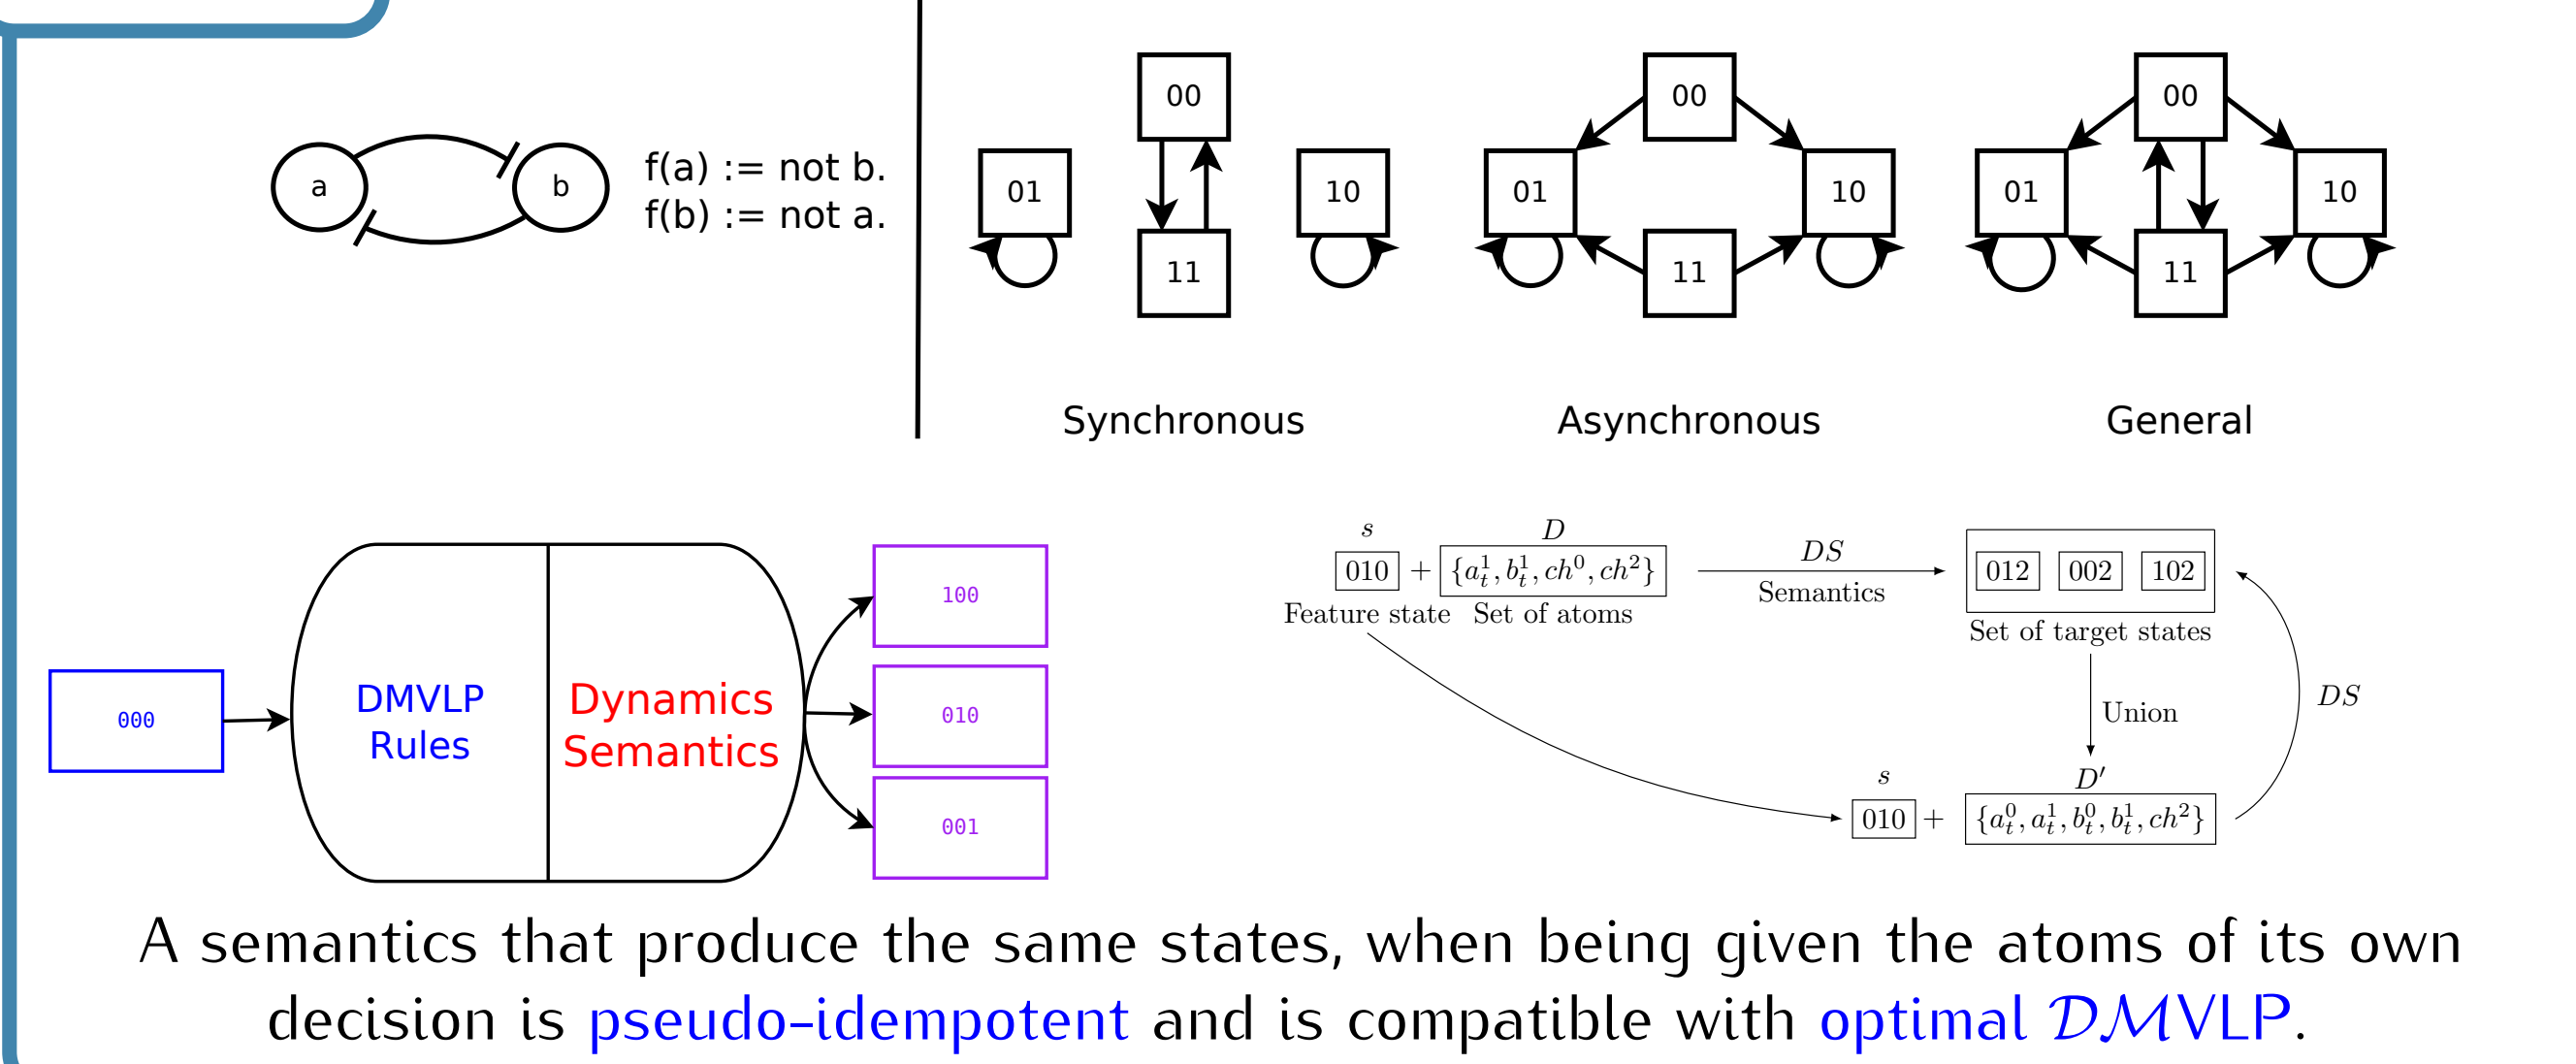 a
b
f(a) := not b.
f(b) := not a.
00
01
10
11
Synchronous
00
01
10
11
Asynchronous
00
01
10
11
General
000
DMVLP
Rules
Dynamics
Semantics
100
010
001
s
D
010 + {a_t^1, b_t^1, ch^0, ch^2}
Feature state Set of atoms
DS
Semantics
012 002 102
Set of target states
Union
DS
s
D′
010 + {a_t^0, a_t^1, b_t^0, b_t^1, ch^2}
A semantics that produce the same states, when being given the atoms of its own
decision is pseudo-idempotent and is compatible with optimal 𝒟ℳVLP.